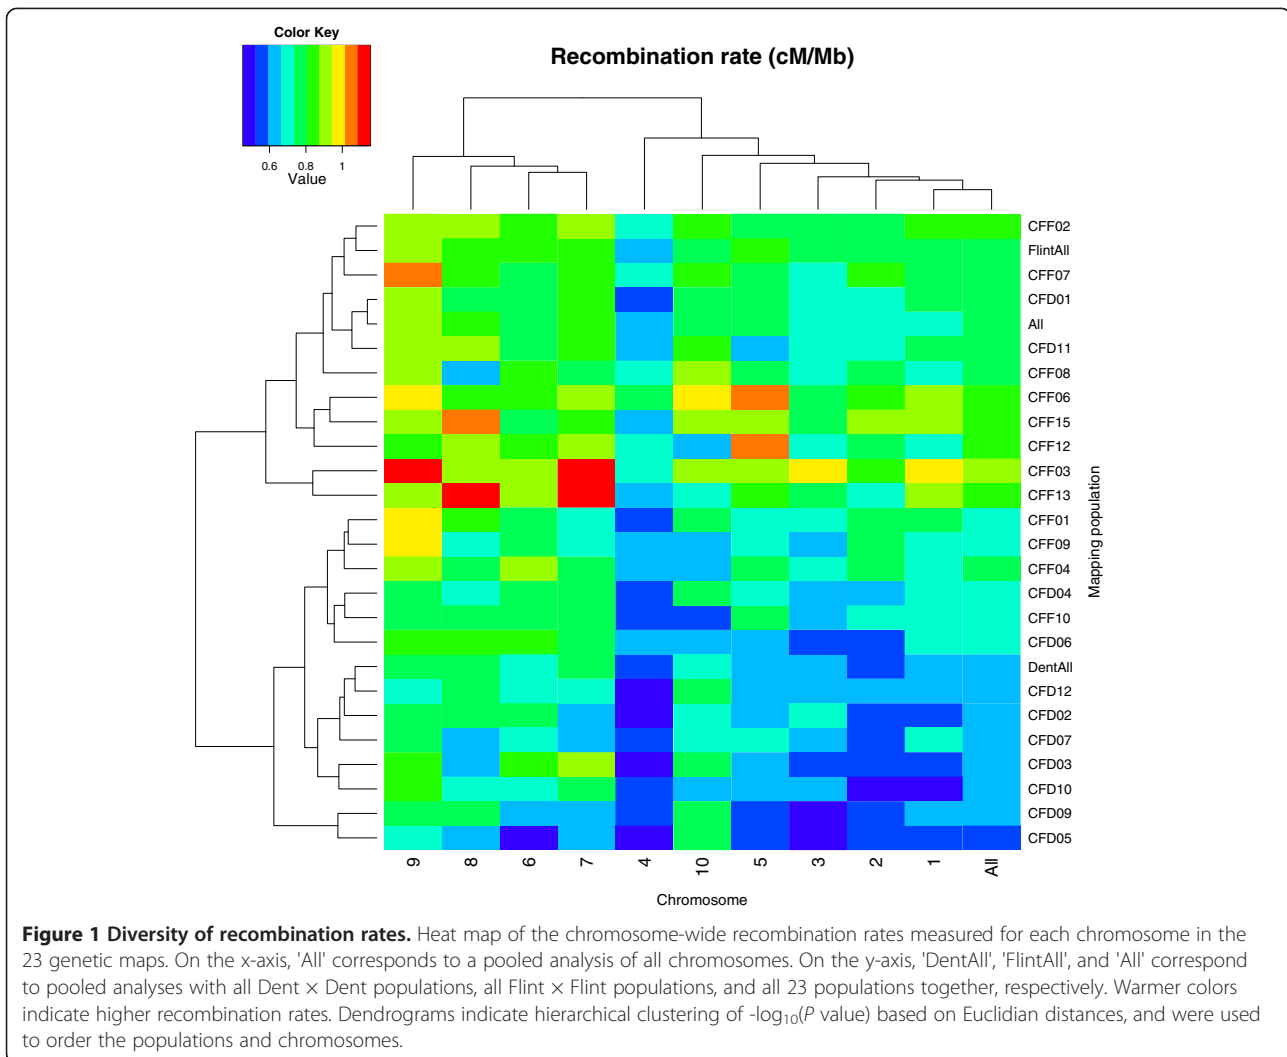 Color Key
0.6 0.8 1
Value
Recombination rate (cM/Mb)
CFF02
FlintAll
CFF07
CFD01
All
CFD11
CFF08
CFF06
CFF15
CFF12
CFF03
CFF13
CFF01
CFF09
CFF04
CFD04
CFF10
CFD06
DentAll
CFD12
CFD02
CFD07
CFD03
CFD10
CFD09
CFD05
Mapping population
9 8 6 7 4 10 5 3 2 1 All
Chromosome
Figure 1 Diversity of recombination rates. Heat map of the chromosome-wide recombination rates measured for each chromosome in the
23 genetic maps. On the x-axis, 'All' corresponds to a pooled analysis of all chromosomes. On the y-axis, 'DentAll', 'FlintAll', and 'All' correspond
to pooled analyses with all Dent × Dent populations, all Flint × Flint populations, and all 23 populations together, respectively. Warmer colors
indicate higher recombination rates. Dendrograms indicate hierarchical clustering of -log10(P value) based on Euclidian distances, and were used
to order the populations and chromosomes.